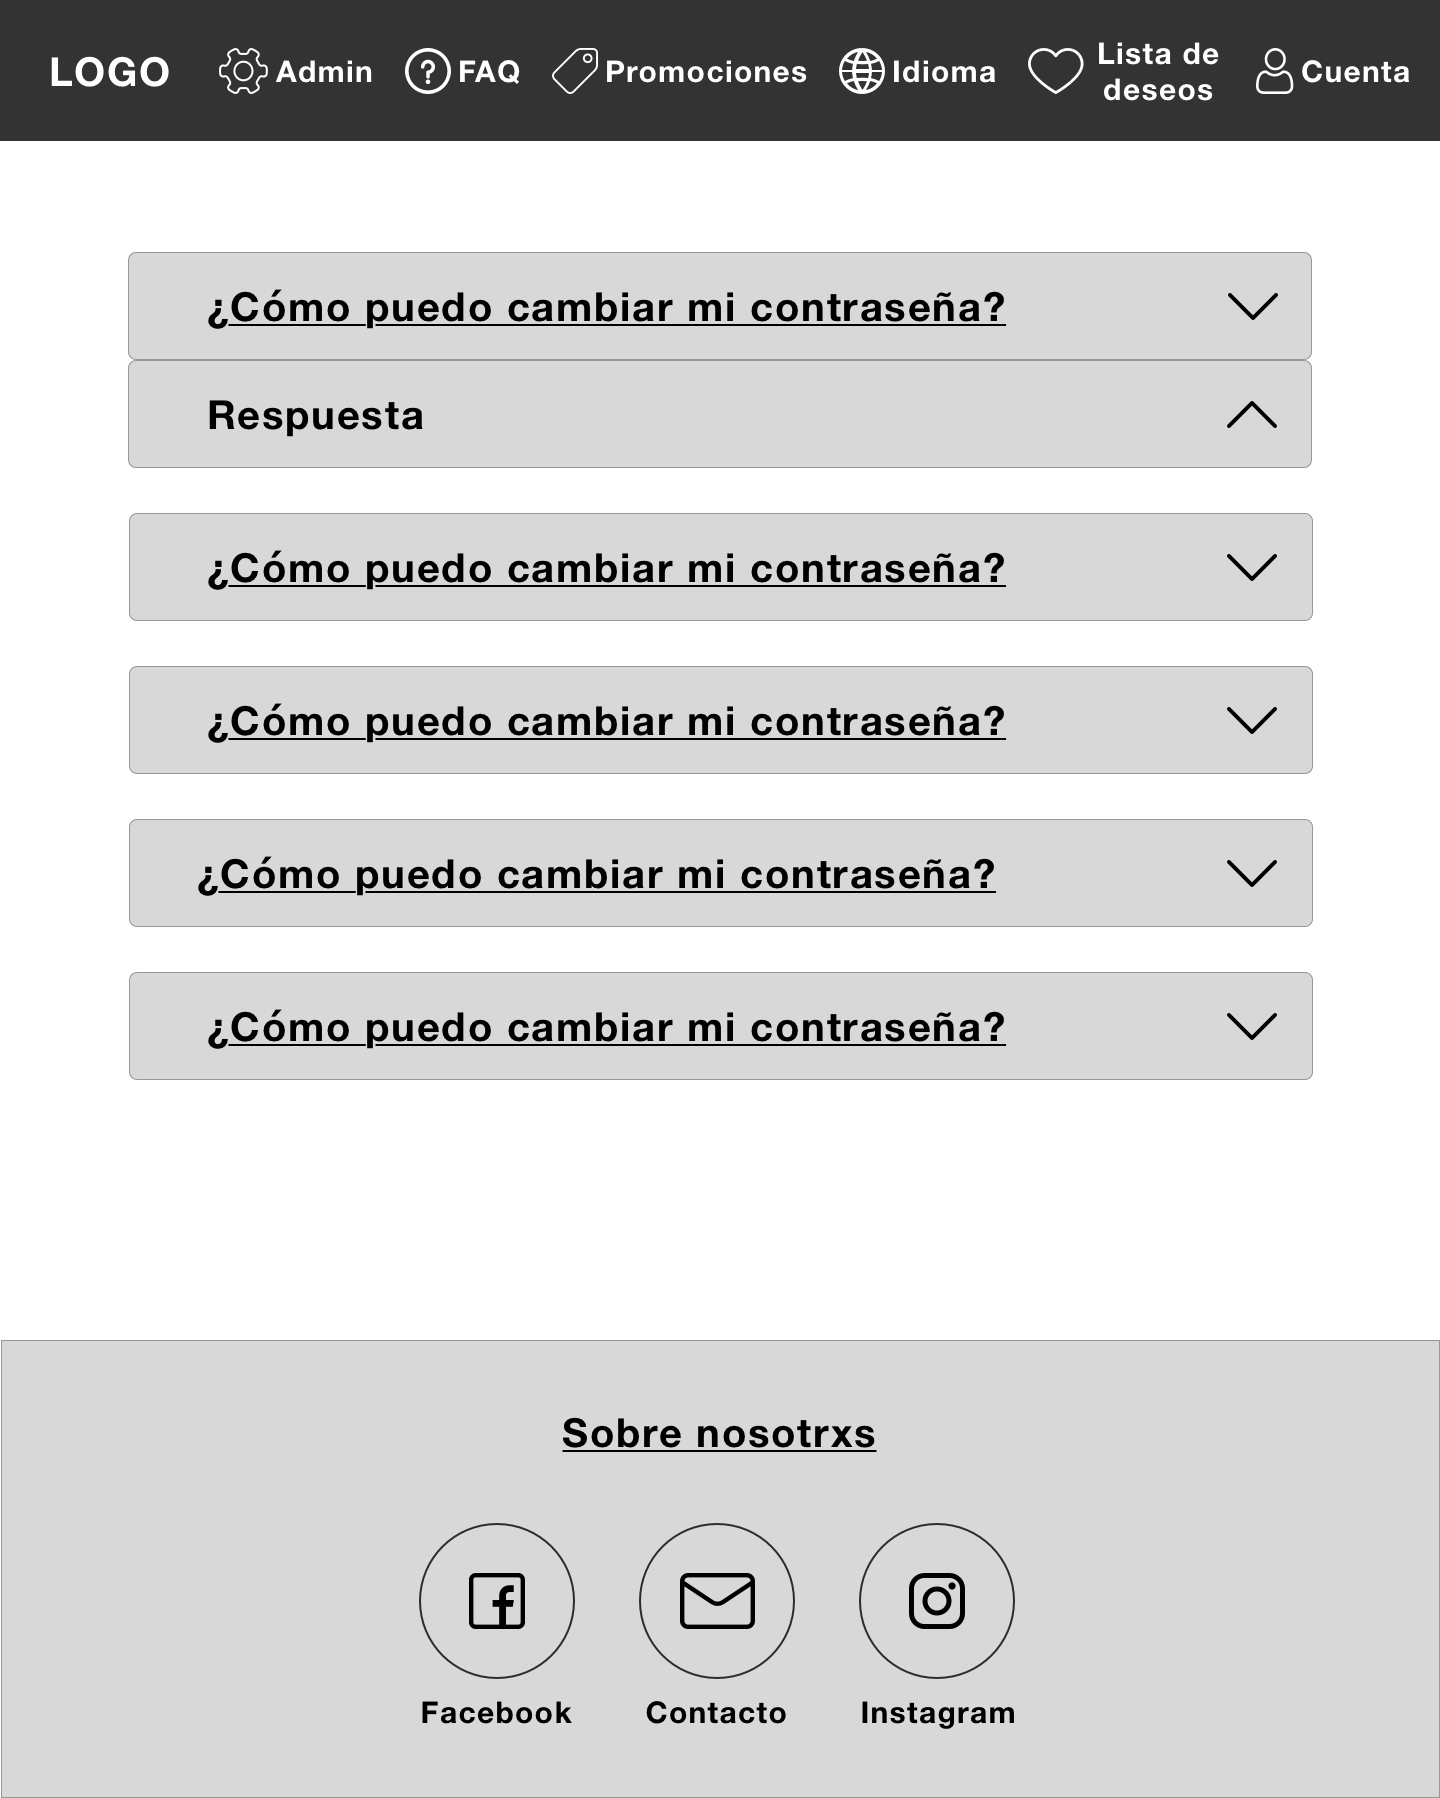 LOGO
Admin
FAQ
Promociones
Idioma
Lista de
deseos
Cuenta
¿Cómo puedo cambiar mi contraseña?
Respuesta
¿Cómo puedo cambiar mi contraseña?
¿Cómo puedo cambiar mi contraseña?
¿Cómo puedo cambiar mi contraseña?
¿Cómo puedo cambiar mi contraseña?
Sobre nosotrxs
Facebook
Contacto
Instagram